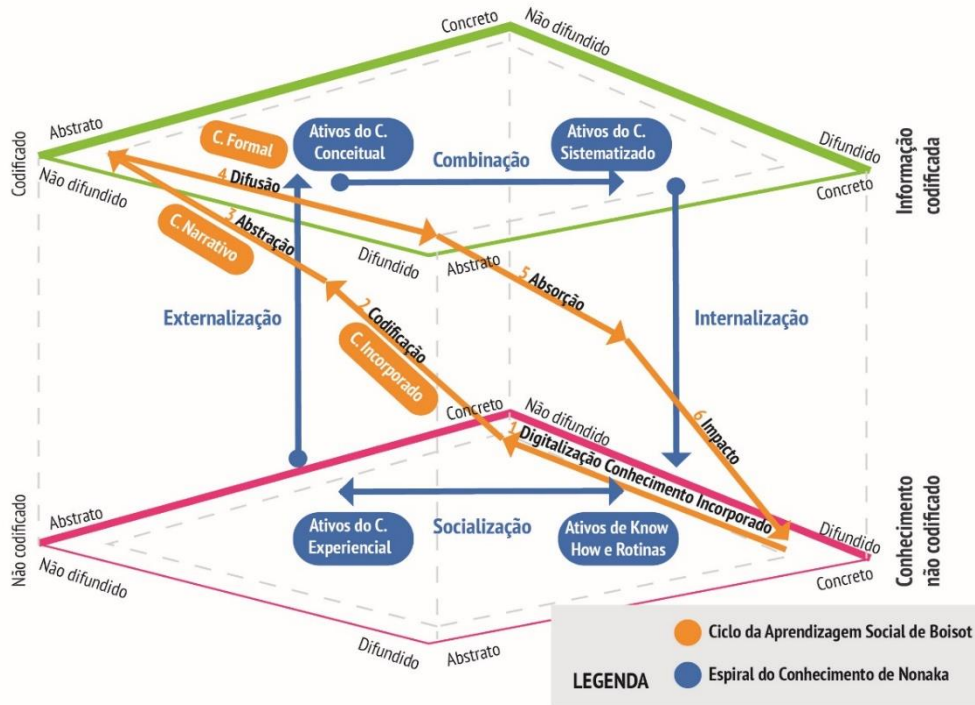 Concreto
Não difundido
Abstrato
Codificado
Não difundido
C. Formal
Ativos do C.
Conceitual
Combinação
Ativos do C.
Sistematizado
Difundido
Concreto
Informação
codificada
4 Difusão
3 Abstração
C. Narrativo
Difundido
Abstrato
5 Absorção
Externalização
2 Codificação
C. Incorporado
Internalização
6 Impacto
Concreto
Não difundido
1 Digitalização Conhecimento Incorporado
Abstrato
Não codificado
Não difundido
Ativos do C.
Experiencial
Socialização
Ativos de Know
How e Rotinas
Difundido
Concreto
Conhecimento
não codificado
Difundido
Abstrato
LEGENDA
Ciclo da Aprendizagem Social de Boisot
Espiral do Conhecimento de Nonaka